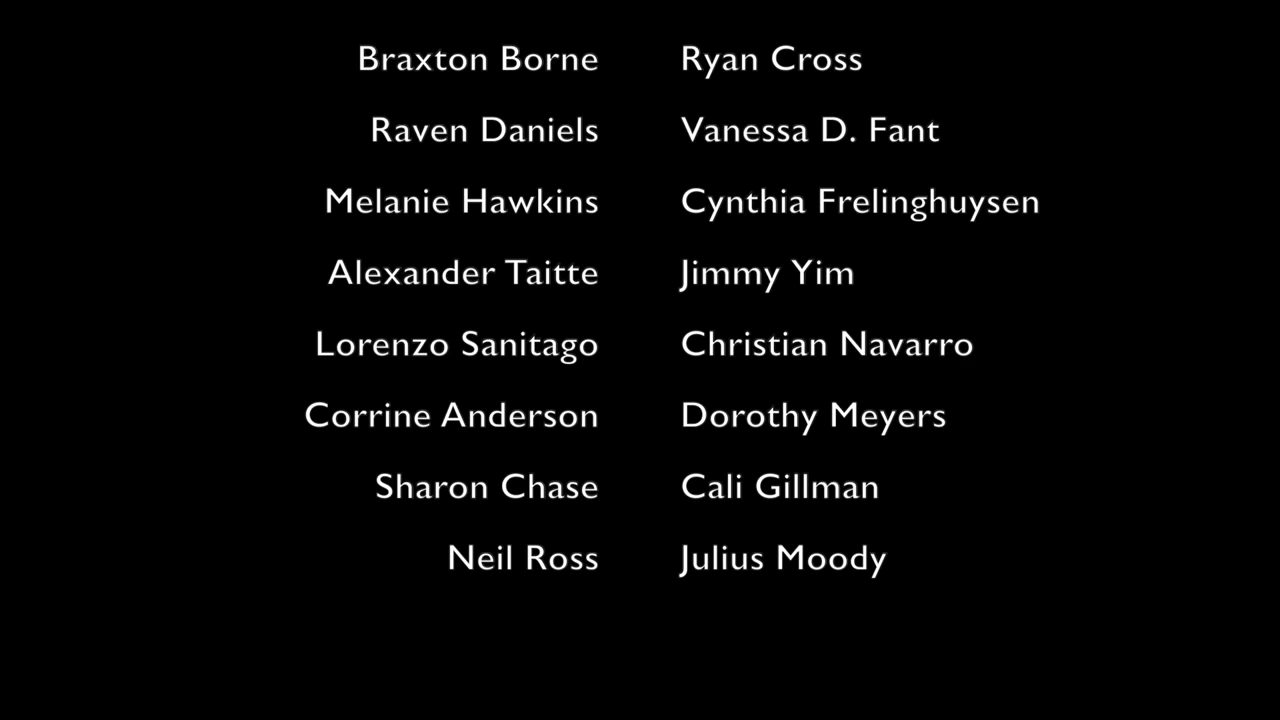 Braxton Borne Ryan Cross
Raven Daniels Vanessa D. Fant
Melanie Hawkins Cynthia Frelinghuysen
Alexander Taitte Jimmy Yim
Lorenzo Sanitago Christian Navarro
Corrine Anderson Dorothy Meyers
Sharon Chase Cali Gillman
Neil Ross Julius Moody